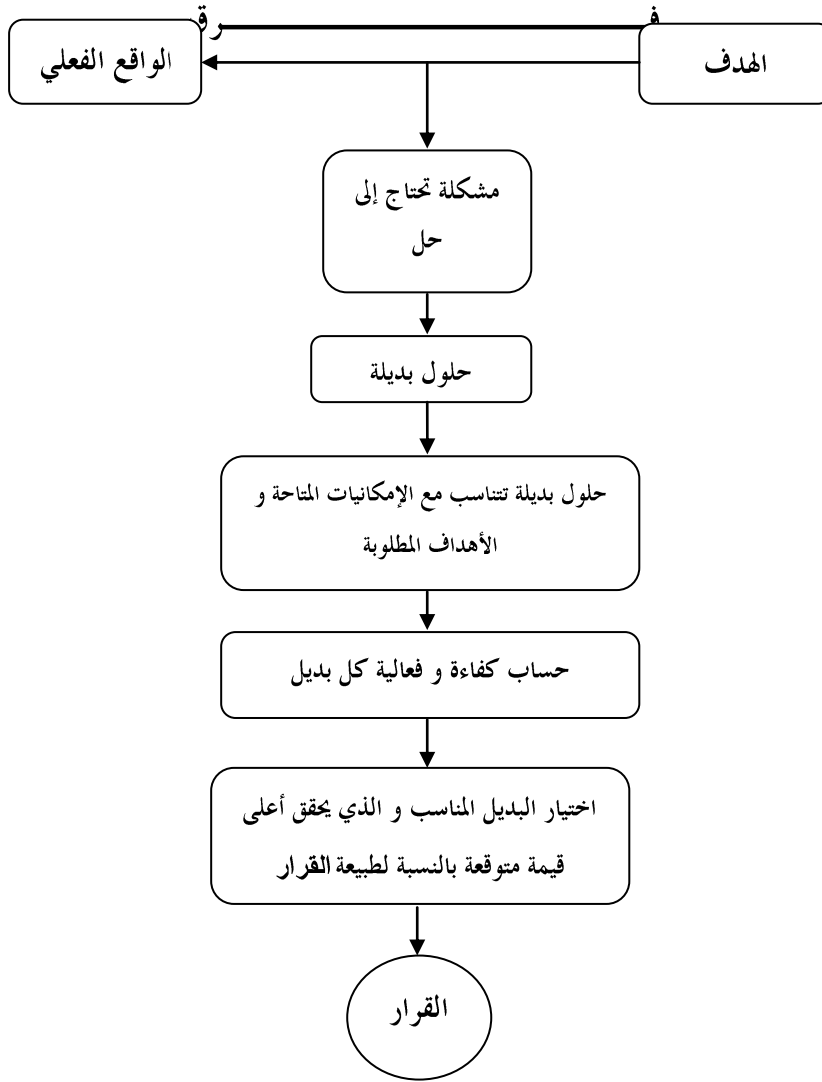 فـــــــــرق
الهدف
الواقع الفعلي
مشكلة تحتاج إلى
حل
حلول بديلة
حلول بديلة تتناسب مع الإمكانيات المتاحة و
الأهداف المطلوبة
حساب كفاءة و فعالية كل بديل
اختيار البديل المناسب و الذي يحقق أعلى
قيمة متوقعة بالنسبة لطبيعة القرار
القرار